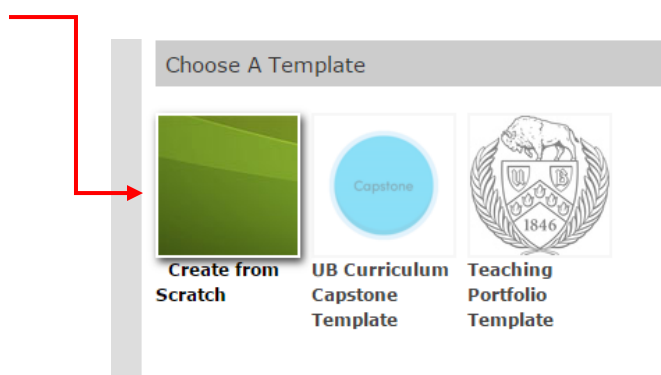 Choose A Template
Capstone
U B
1846
Create from
Scratch
UB Curriculum
Capstone
Template
Teaching
Portfolio
Template